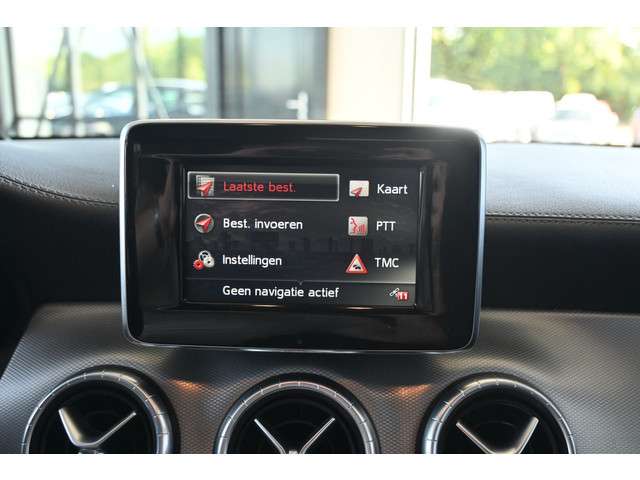 Laatste best. Kaart
Best. invoeren PTT
Instellingen TMC
Geen navigatie actief